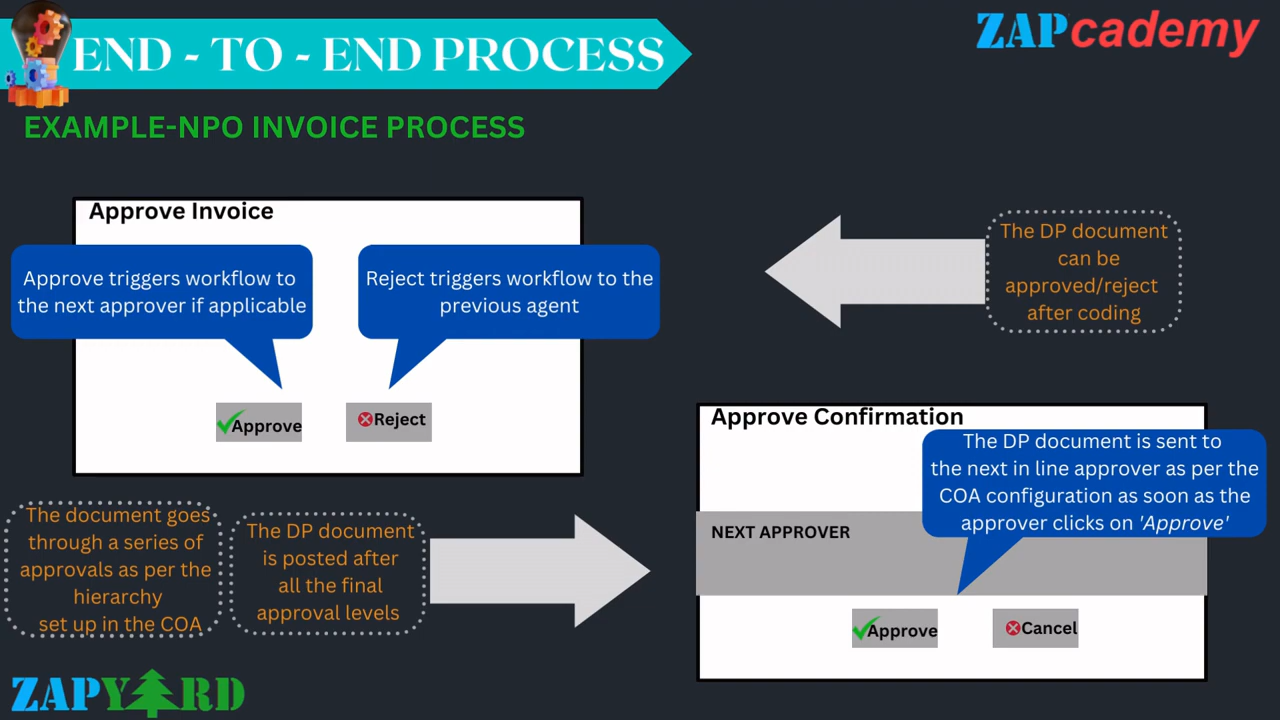 END - TO - END PROCESS
ZAPcademy
EXAMPLE-NPO INVOICE PROCESS
Approve Invoice
Approve triggers workflow to
the next approver if applicable
Reject triggers workflow to the
previous agent
Approve
Reject
The DP document
can be
approved/reject
after coding
Approve Confirmation
The DP document is sent to
the next in line approver as per the
COA configuration as soon as the
approver clicks on 'Approve'
NEXT APPROVER
Approve
Cancel
The document goes
through a series of
approvals as per the
hierarchy
set up in the COA
The DP document
is posted after
all the final
approval levels
ZAPYARD